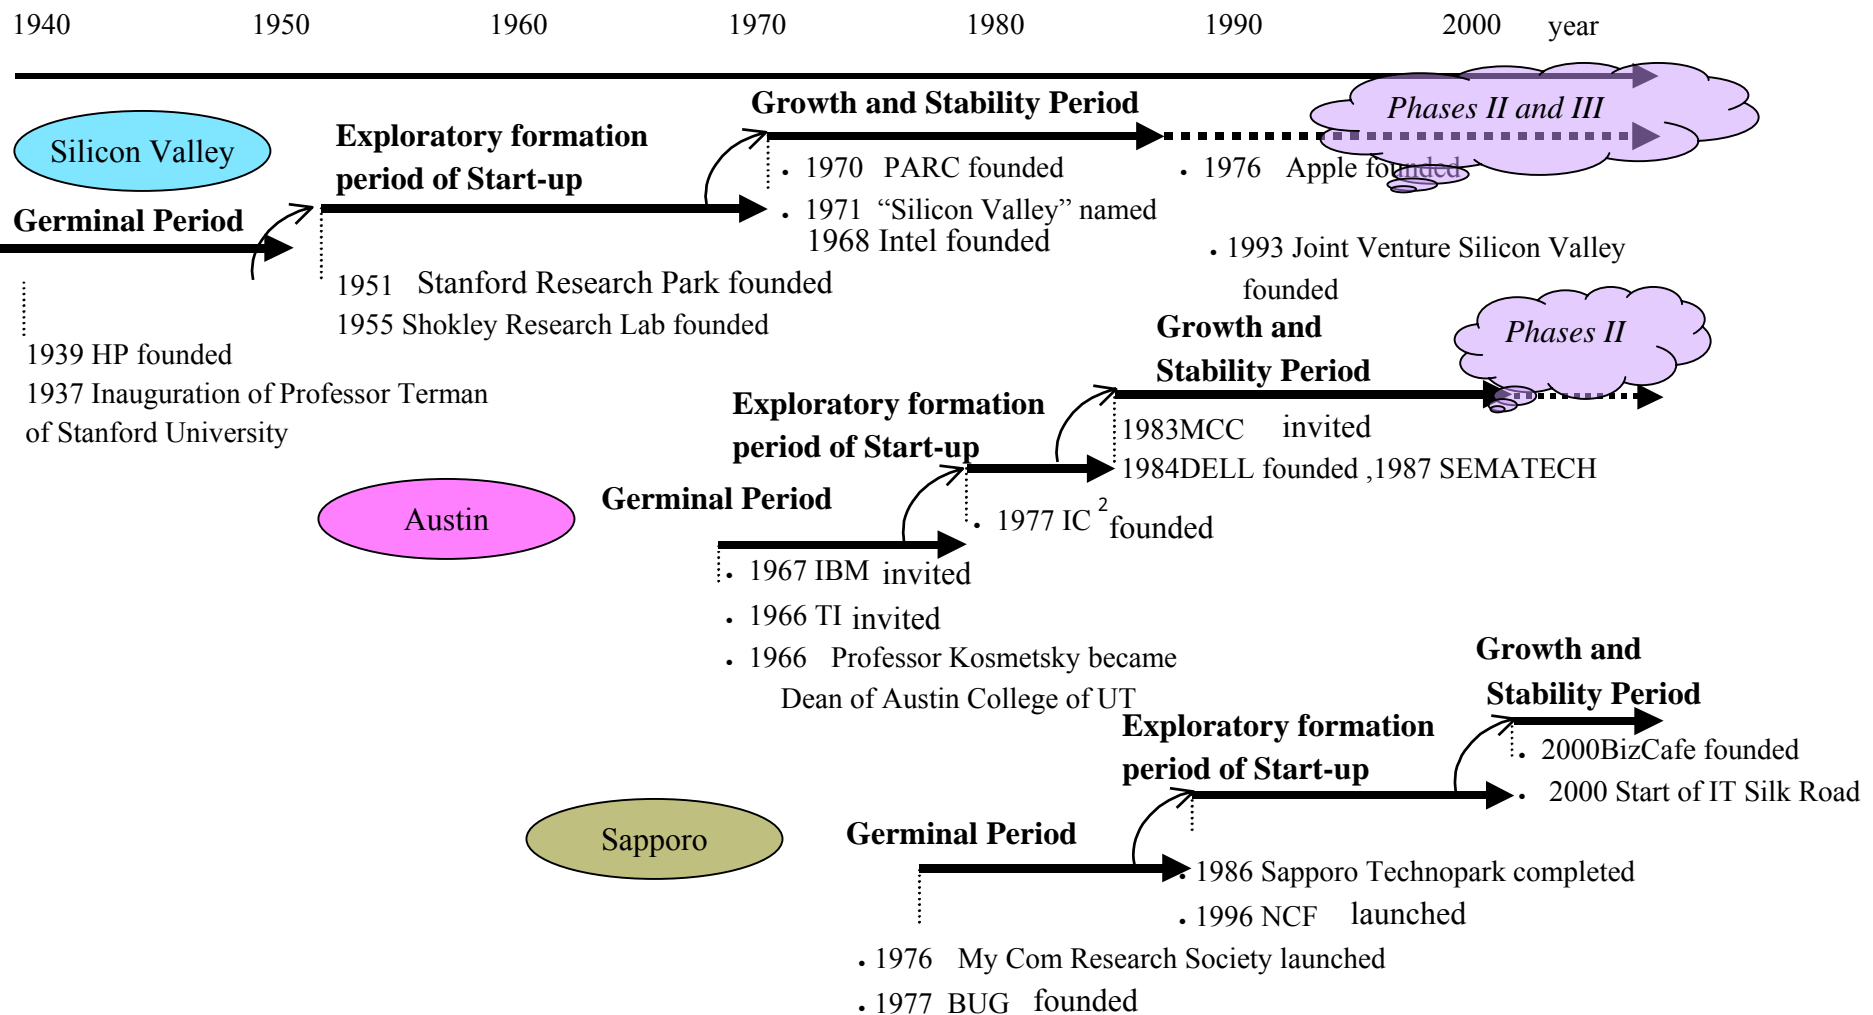 1940 1950 1960 1970 1980 1990 2000 year
Phases II and III
Growth and Stability Period
Silicon Valley
Exploratory formation
period of Start-up
· 1970 PARC founded
· 1976 Apple founded
· 1971 “Silicon Valley” named
1968 Intel founded
Germinal Period
· 1993 Joint Venture Silicon Valley
founded
1951 Stanford Research Park founded
1955 Shokley Research Lab founded
1939 HP founded
1937 Inauguration of Professor Terman
of Stanford University
Phases II
Growth and
Stability Period
Exploratory formation
period of Start-up
1983MCC invited
1984DELL founded ,1987 SEMATECH
Germinal Period
Austin
· 1977 IC 2 founded
· 1967 IBM invited
· 1966 TI invited
· 1966 Professor Kosmetsky became
Dean of Austin College of UT
Growth and
Stability Period
Exploratory formation
period of Start-up
· 2000BizCafe founded
· 2000 Start of IT Silk Road
Sapporo
Germinal Period
· 1986 Sapporo Technopark completed
· 1996 NCF launched
· 1976 My Com Research Society launched
· 1977 BUG founded